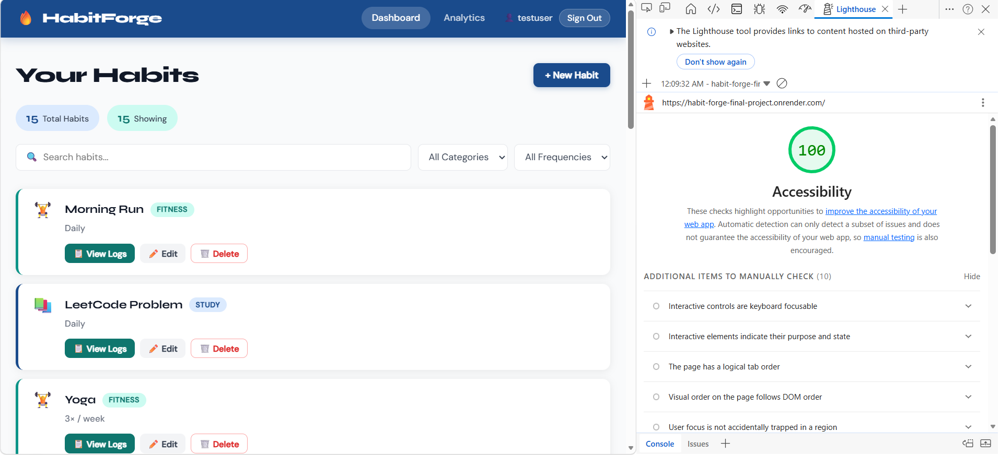 HabitForge
Dashboard
Analytics
testuser
Sign Out
Your Habits
+ New Habit
15 Total Habits
15 Showing
Search habits...
All Categories
All Frequencies
Morning Run
FITNESS
Daily
View Logs
Edit
Delete
LeetCode Problem
STUDY
Daily
View Logs
Edit
Delete
Yoga
FITNESS
3× / week
View Logs
Edit
Delete
Lighthouse
The Lighthouse tool provides links to content hosted on third-party
websites.
Don't show again
12:09:32 AM - habit-forge-fir
https://habit-forge-final-project.onrender.com/
100
Accessibility
These checks highlight opportunities to improve the accessibility of your
web app. Automatic detection can only detect a subset of issues and does
not guarantee the accessibility of your web app, so manual testing is also
encouraged.
ADDITIONAL ITEMS TO MANUALLY CHECK (10)
Hide
Interactive controls are keyboard focusable
Interactive elements indicate their purpose and state
The page has a logical tab order
Visual order on the page follows DOM order
User focus is not accidentally trapped in a region
Console
Issues